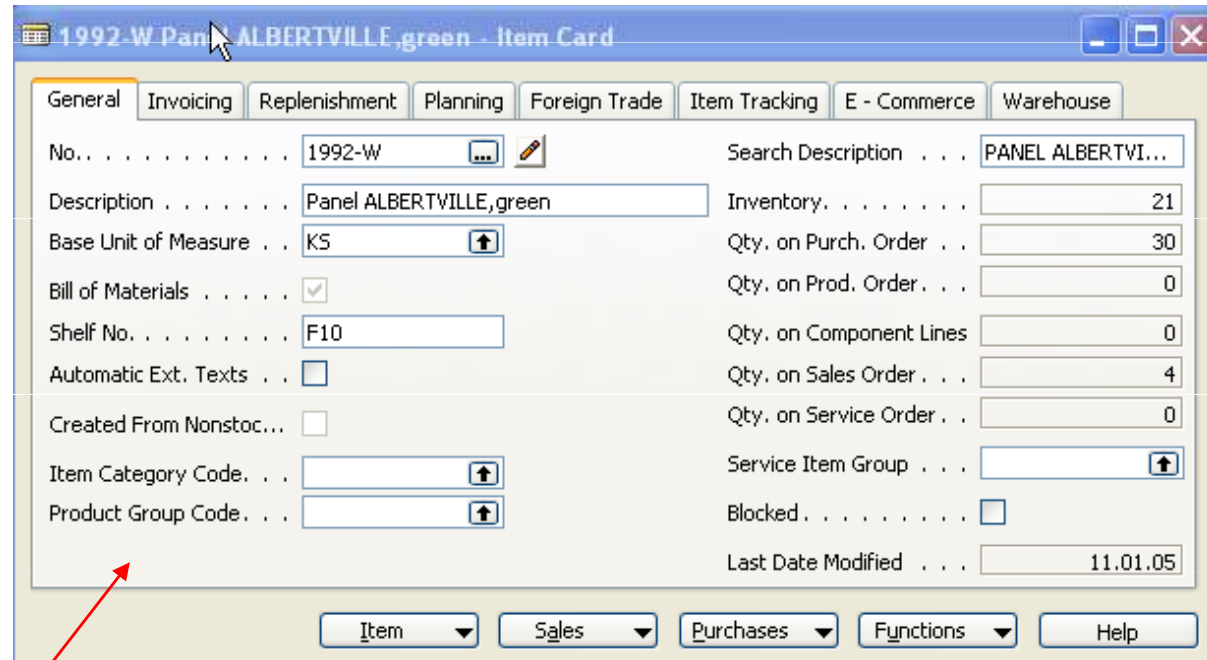 1992-W Panel ALBERTVILLE,green - Item Card
General Invoicing Replenishment Planning Foreign Trade Item Tracking E - Commerce Warehouse
No.. . . . . . . . . . . 1992-W ... Search Description . . . PANEL ALBERTVI...
Description . . . . . . . Panel ALBERTVILLE,green Inventory. . . . . . . . 21
Base Unit of Measure . . KS Qty. on Purch. Order . . 30
Bill of Materials . . . . . Qty. on Prod. Order. . . 0
Shelf No. . . . . . . . . F10 Qty. on Component Lines 0
Automatic Ext. Texts . . Qty. on Sales Order. . . 4
Created From Nonstoc... Qty. on Service Order. . 0
Item Category Code. . . Service Item Group . . .
Product Group Code. . . Blocked. . . . . . . . .
Last Date Modified . . . 11.01.05
Item Sales Purchases Functions Help